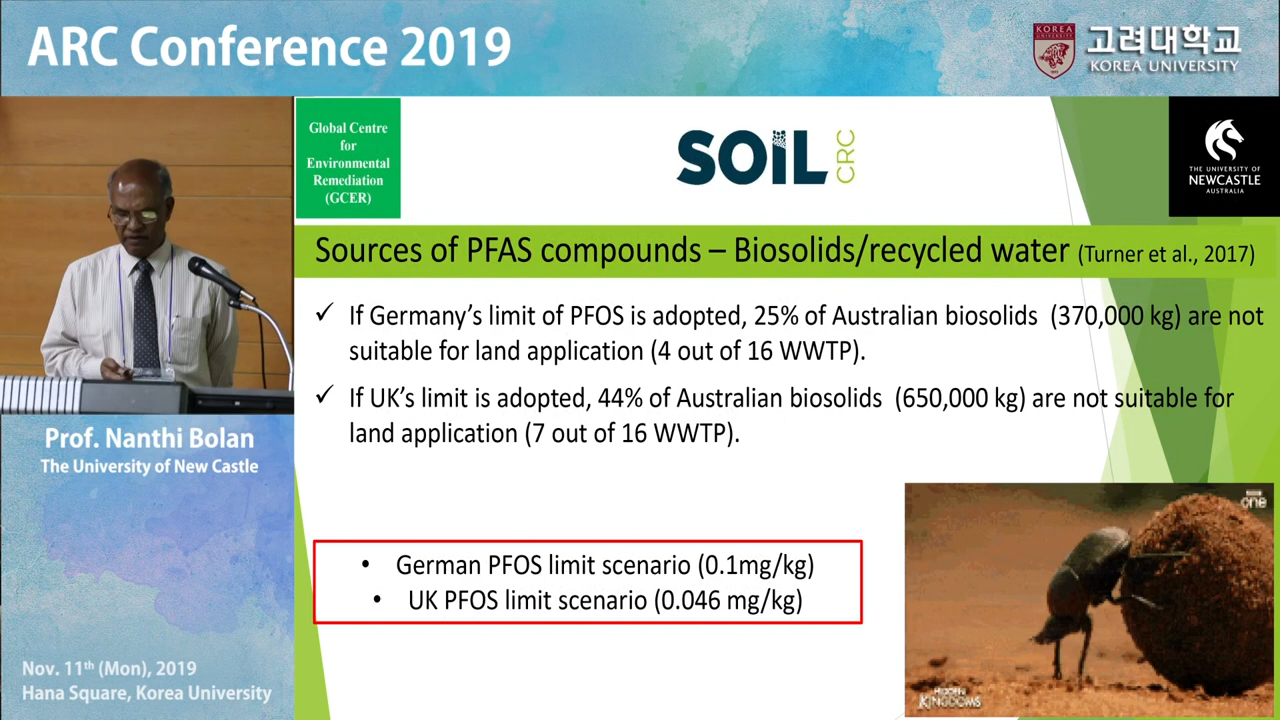 ARC Conference 2019
KOREA
UNIVERSITY
고려대학교
KOREA UNIVERSITY
Global Centre
for
Environmental
Remediation
(GCER)
SOIL CRC
THE UNIVERSITY OF
NEWCASTLE
AUSTRALIA
Sources of PFAS compounds – Biosolids/recycled water (Turner et al., 2017)
✓ If Germany’s limit of PFOS is adopted, 25% of Australian biosolids (370,000 kg) are not
suitable for land application (4 out of 16 WWTP).
✓ If UK’s limit is adopted, 44% of Australian biosolids (650,000 kg) are not suitable for
land application (7 out of 16 WWTP).
• German PFOS limit scenario (0.1mg/kg)
• UK PFOS limit scenario (0.046 mg/kg)
one
HIDDEN
KINGDOMS
Prof. Nanthi Bolan
The University of New Castle
Nov. 11th (Mon), 2019
Hana Square, Korea University